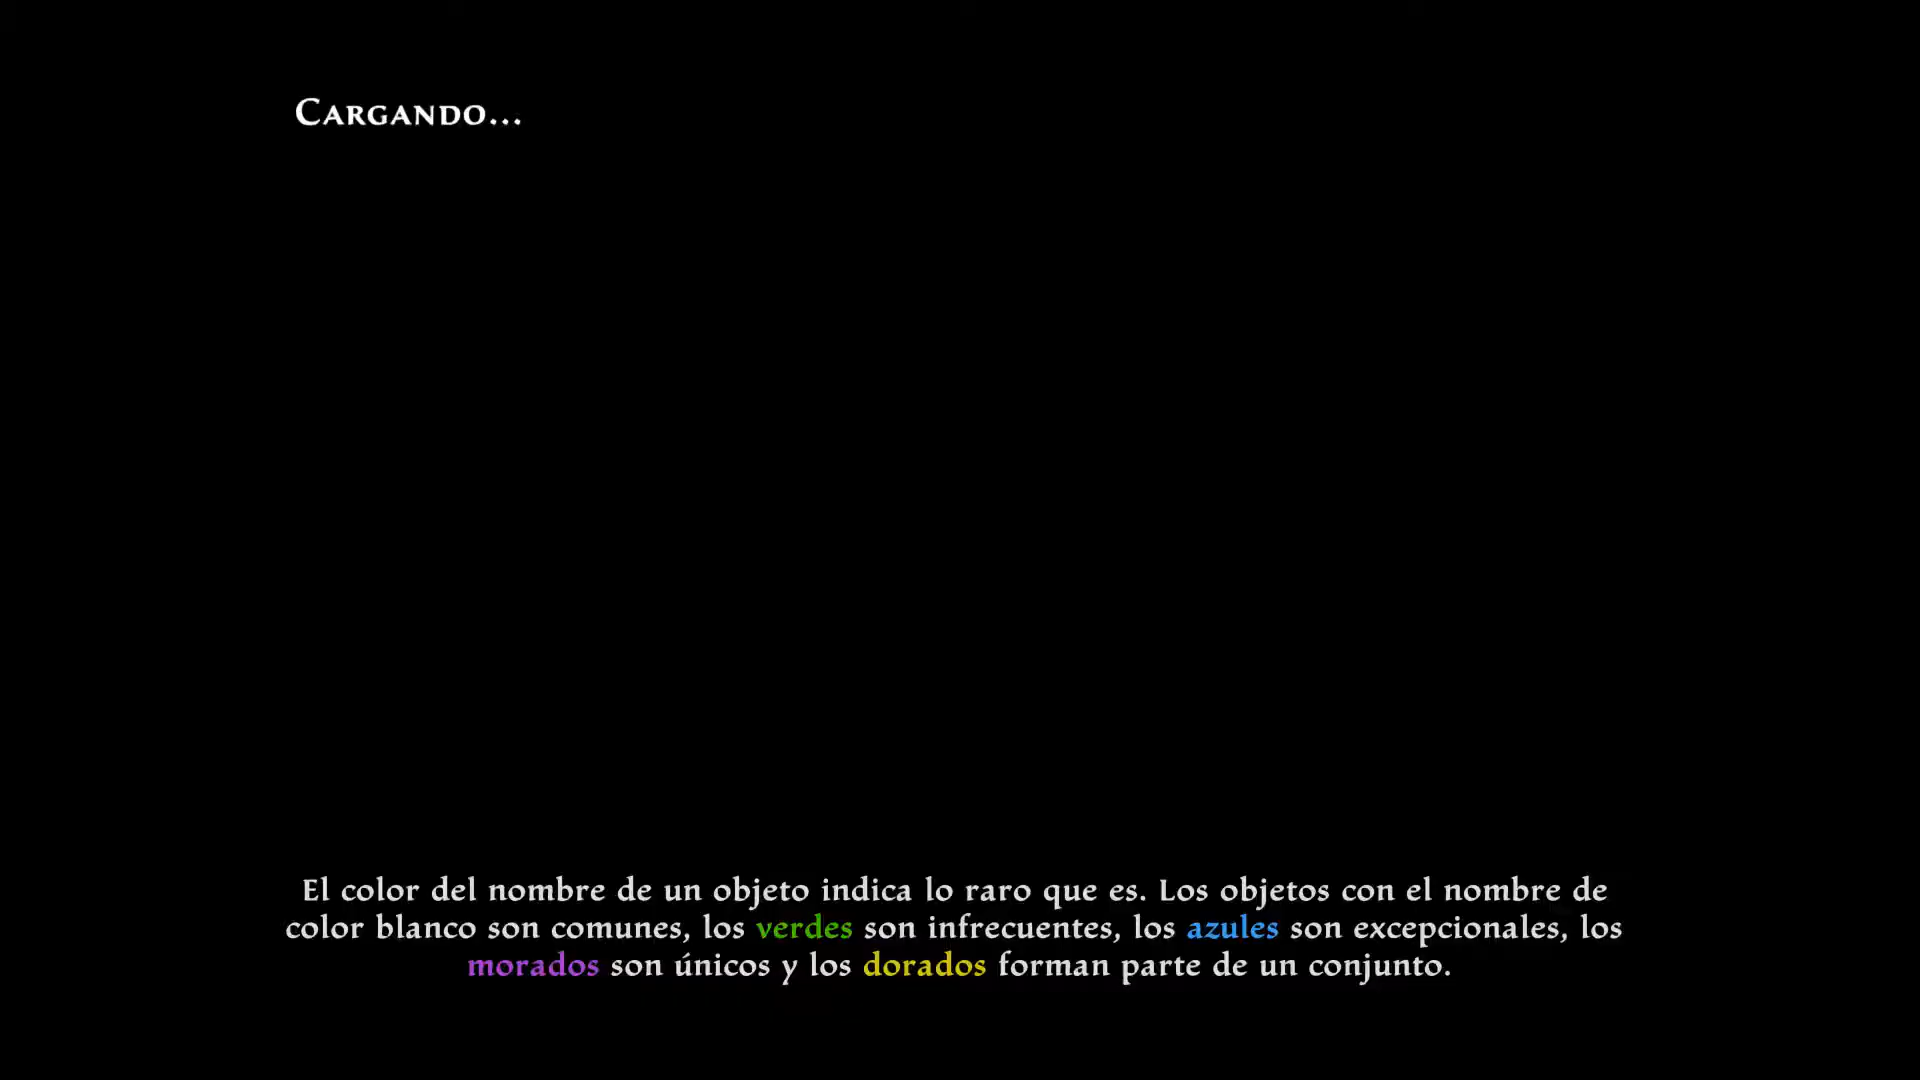 CARGANDO...
El color del nombre de un objeto indica lo raro que es. Los objetos con el nombre de
color blanco son comunes, los verdes son infrecuentes, los azules son excepcionales, los
morados son únicos y los dorados forman parte de un conjunto.